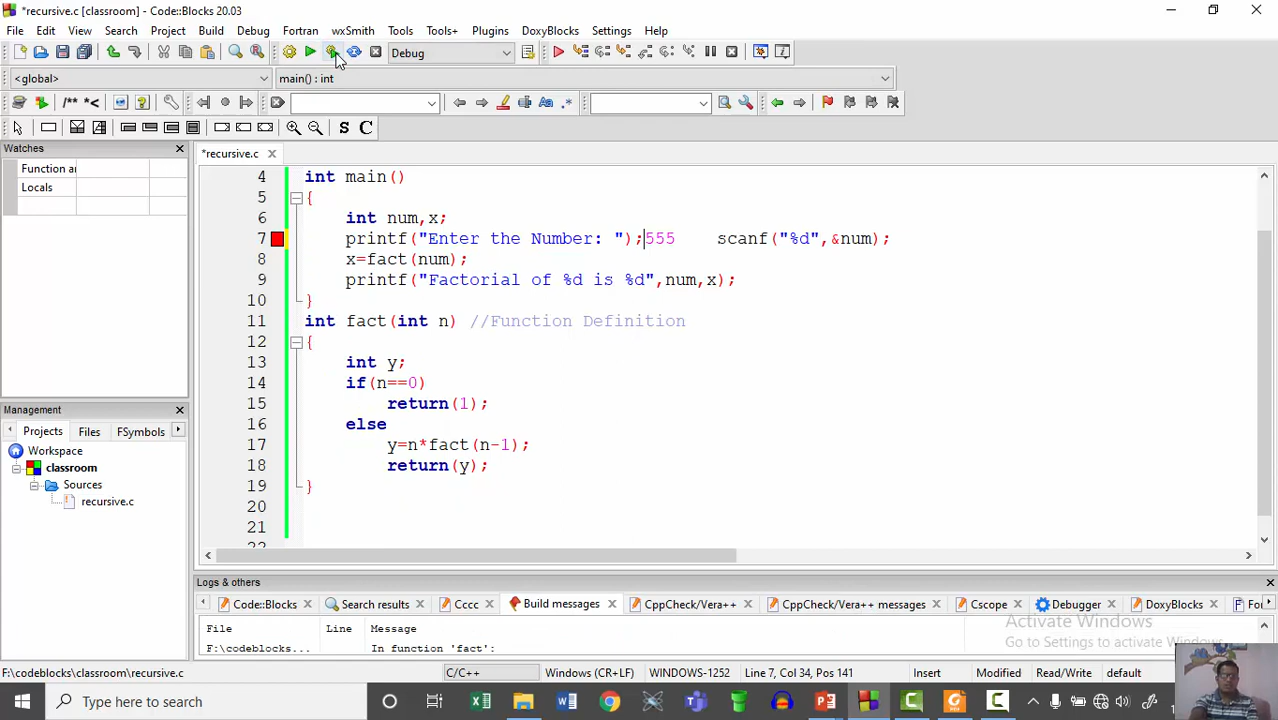 *recursive.c [classroom] - Code::Blocks 20.03
File Edit View Search Project Build Debug Fortran wxSmith Tools Tools+ Plugins DoxyBlocks Settings Help
Debug
<global> main() : int
/** *<
Aa .*
S C
Watches *recursive.c
Function ar
Locals
4 int main()
5 {
6 int num,x;
7 printf("Enter the Number: ");555 scanf("%d",&num);
8 x=fact(num);
9 printf("Factorial of %d is %d",num,x);
10 }
11 int fact(int n) //Function Definition
12 {
13 int y;
14 if(n==0)
15 return(1);
16 else
17 y=n*fact(n-1);
18 return(y);
19 }
20
21
22
Management
Projects Files FSymbols
Workspace
classroom
Sources
recursive.c
Logs & others
Code::Blocks Search results Cccc Build messages CppCheck/Vera++ CppCheck/Vera++ messages Cscope Debugger DoxyBlocks For
File Line Message
F:\codeblocks... In function 'fact':
Activate Windows
Go to Settings to activate Windows.
F:\codeblocks\classroom\recursive.c C/C++ Windows (CR+LF) WINDOWS-1252 Line 7, Col 34, Pos 141 Insert Modified Read/Write default
Type here to search